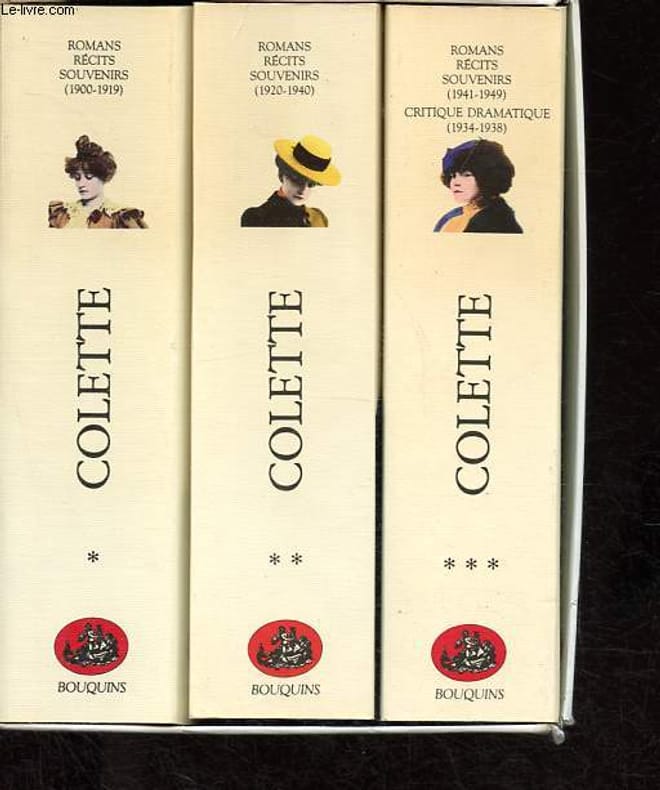 Le-livre.com
ROMANS
RÉCITS
SOUVENIRS
(1900-1919)
COLETTE
*
BOUQUINS
ROMANS
RÉCITS
SOUVENIRS
(1920-1940)
COLETTE
* *
BOUQUINS
ROMANS
RÉCITS
SOUVENIRS
(1941-1949)
CRITIQUE DRAMATIQUE
(1934-1938)
COLETTE
* * *
BOUQUINS